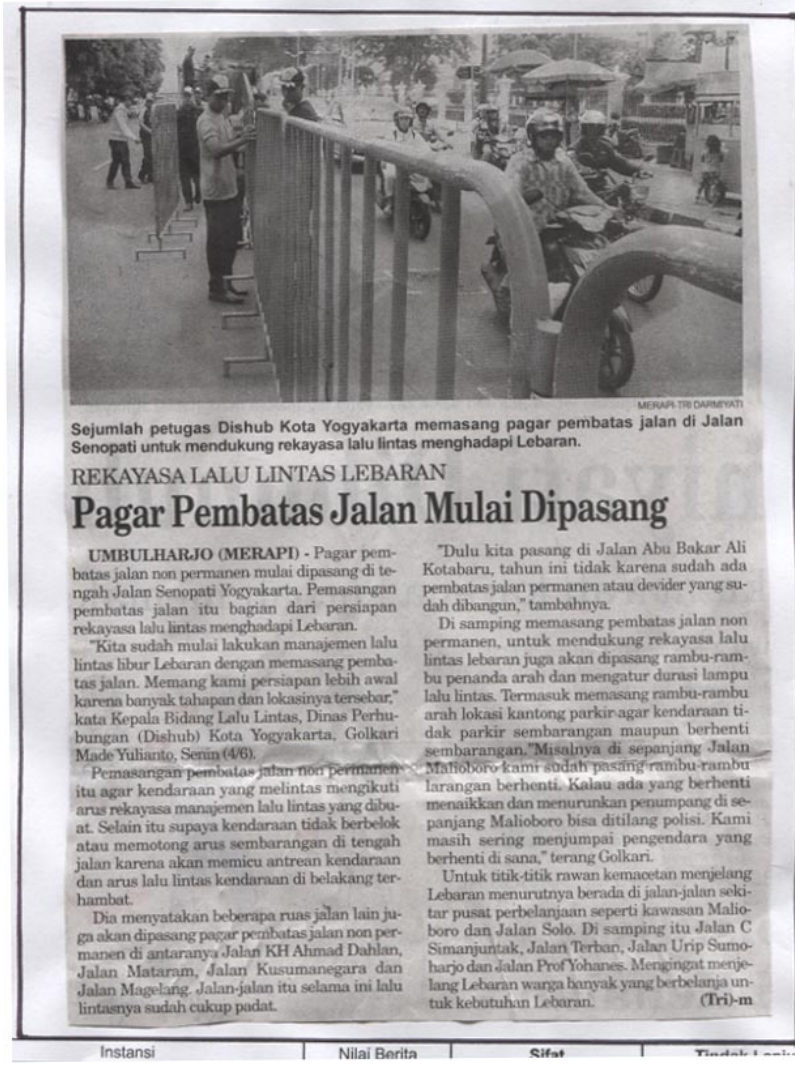 MERAPI-TRI DARMIYATI
Sejumlah petugas Dishub Kota Yogyakarta memasang pagar pembatas jalan di Jalan
Senopati untuk mendukung rekayasa lalu lintas menghadapi Lebaran.
REKAYASA LALU LINTAS LEBARAN
Pagar Pembatas Jalan Mulai Dipasang
UMBULHARJO (MERAPI) - Pagar pem-
batas jalan non permanen mulai dipasang di te-
ngah Jalan Senopati Yogyakarta. Pemasangan
pembatas jalan itu bagian dari persiapan
rekayasa lalu lintas menghadapi Lebaran.
"Kita sudah mulai lakukan manajemen lalu
lintas libur Lebaran dengan memasang pemba-
tas jalan. Memang kami persiapan lebih awal
karena banyak tahapan dan lokasinya tersebar,"
kata Kepala Bidang Lalu Lintas, Dinas Perhu-
bungan (Dishub) Kota Yogyakarta, Golkari
Made Yulianto, Senin (4/6).
Pemasangan pembatas jalan non permanen
itu agar kendaraan yang melintas mengikuti
arus rekayasa manajemen lalu lintas yang dibu-
at. Selain itu supaya kendaraan tidak berbelok
atau memotong arus sembarangan di tengah
jalan karena akan memicu antrean kendaraan
dan arus lalu lintas kendaraan di belakang ter-
hambat.
Dia menyatakan beberapa ruas jalan lain ju-
ga akan dipasang pagar pembatas jalan non per-
manen di antaranya Jalan KH Ahmad Dahlan,
Jalan Mataram, Jalan Kusumanegara dan
Jalan Magelang. Jalan-jalan itu selama ini lalu
lintasnya sudah cukup padat.
"Dulu kita pasang di Jalan Abu Bakar Ali
Kotabaru, tahun ini tidak karena sudah ada
pembatas jalan permanen atau devider yang su-
dah dibangun," tambahnya.
Di samping memasang pembatas jalan non
permanen, untuk mendukung rekayasa lalu
lintas lebaran juga akan dipasang rambu-ram-
bu penanda arah dan mengatur durasi lampu
lalu lintas. Termasuk memasang rambu-rambu
arah lokasi kantong parkir agar kendaraan ti-
dak parkir sembarangan maupun berhenti
sembarangan."Misalnya di sepanjang Jalan
Malioboro kami sudah pasang rambu-rambu
larangan berhenti. Kalau ada yang berhenti
menaikkan dan menurunkan penumpang di se-
panjang Malioboro bisa ditilang polisi. Kami
masih sering menjumpai pengendara yang
berhenti di sana," terang Golkari.
Untuk titik-titik rawan kemacetan menjelang
Lebaran menurutnya berada di jalan-jalan seki-
tar pusat perbelanjaan seperti kawasan Malio-
boro dan Jalan Solo. Di samping itu Jalan C
Simanjuntak, Jalan Terban, Jalan Urip Sumo-
harjo dan Jalan Prof Yohanes. Mengingat menje-
lang Lebaran warga banyak yang berbelanja un-
tuk kebutuhan Lebaran. (Tri)-m
Instansi Nilai Berita Sifat Tindak